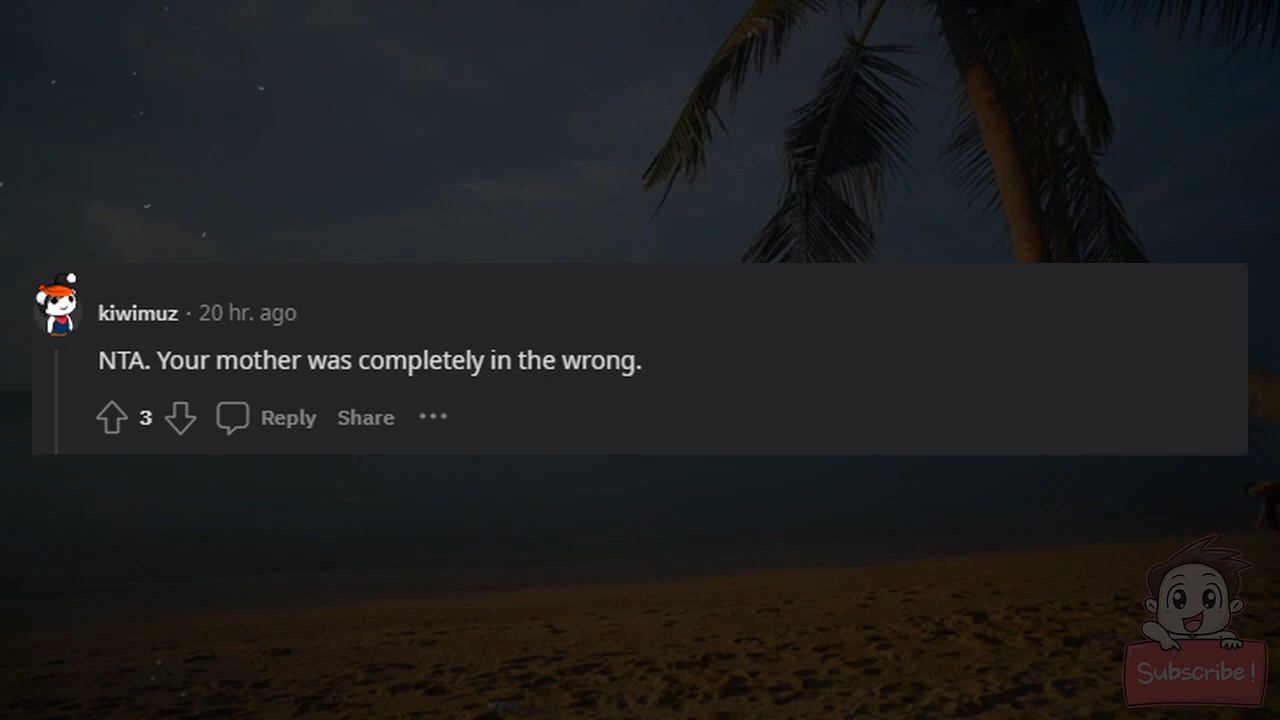 kiwimuz · 20 hr. ago
NTA. Your mother was completely in the wrong.
3 Reply Share ···
Subscribe!